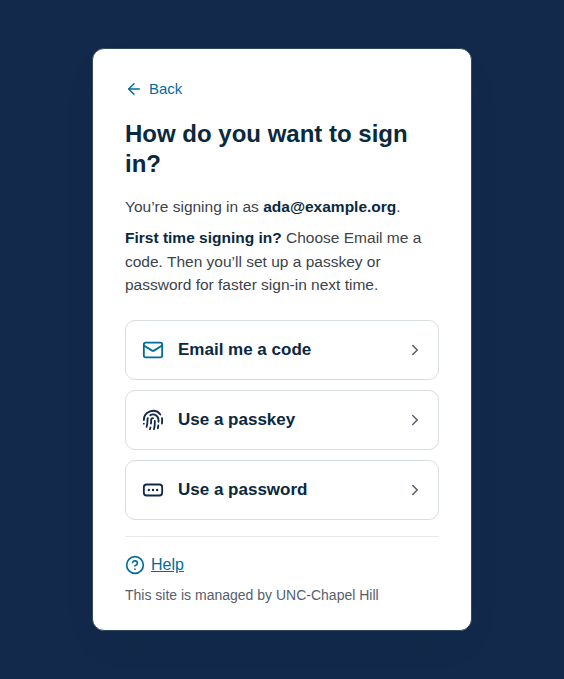 Back
How do you want to sign
in?
You’re signing in as ada@example.org.
First time signing in? Choose Email me a
code. Then you’ll set up a passkey or
password for faster sign-in next time.
Email me a code
Use a passkey
Use a password
Help
This site is managed by UNC-Chapel Hill